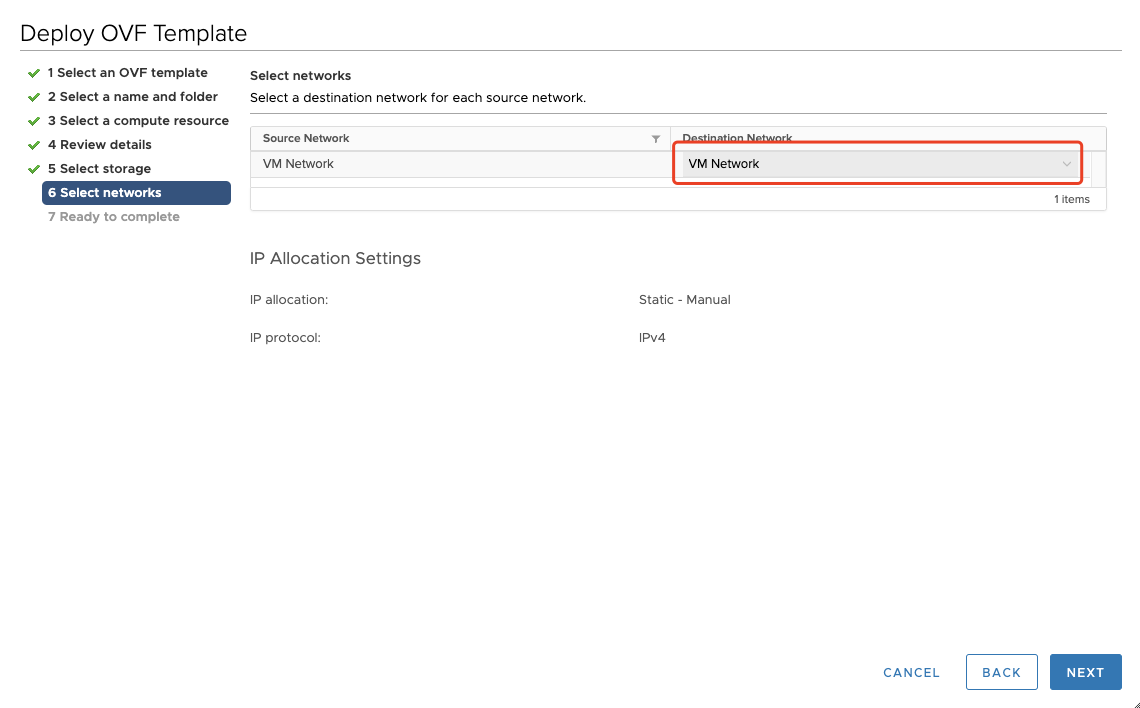 Deploy OVF Template
1 Select an OVF template
2 Select a name and folder
3 Select a compute resource
4 Review details
5 Select storage
6 Select networks
7 Ready to complete
Select networks
Select a destination network for each source network.
Source Network Destination Network
VM Network VM Network
1 items
IP Allocation Settings
IP allocation: Static - Manual
IP protocol: IPv4
CANCEL BACK NEXT